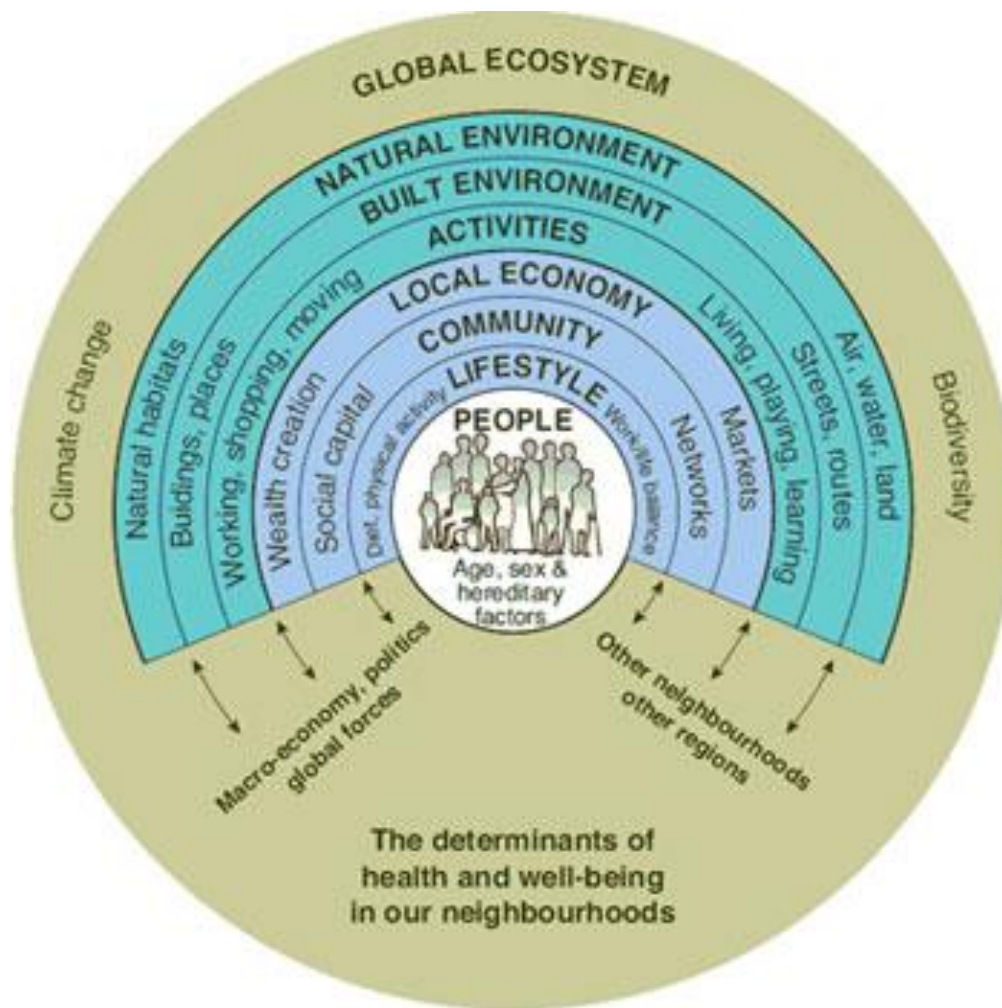 GLOBAL ECOSYSTEM
NATURAL ENVIRONMENT
BUILT ENVIRONMENT
ACTIVITIES
LOCAL ECONOMY
COMMUNITY
LIFESTYLE
PEOPLE
Age, sex &
hereditary
factors
Climate change
Natural habitats
Buidings, places
Working, shopping, moving
Wealth creation
Social capital
Diet, physical activity
Work/life balance
Networks
Markets
Living, playing, learning
Streets, routes
Air, water, land
Biodiversity
Macro-economy, politics
global forces
Other neighbourhoods
other regions
The determinants of
health and well-being
in our neighbourhoods